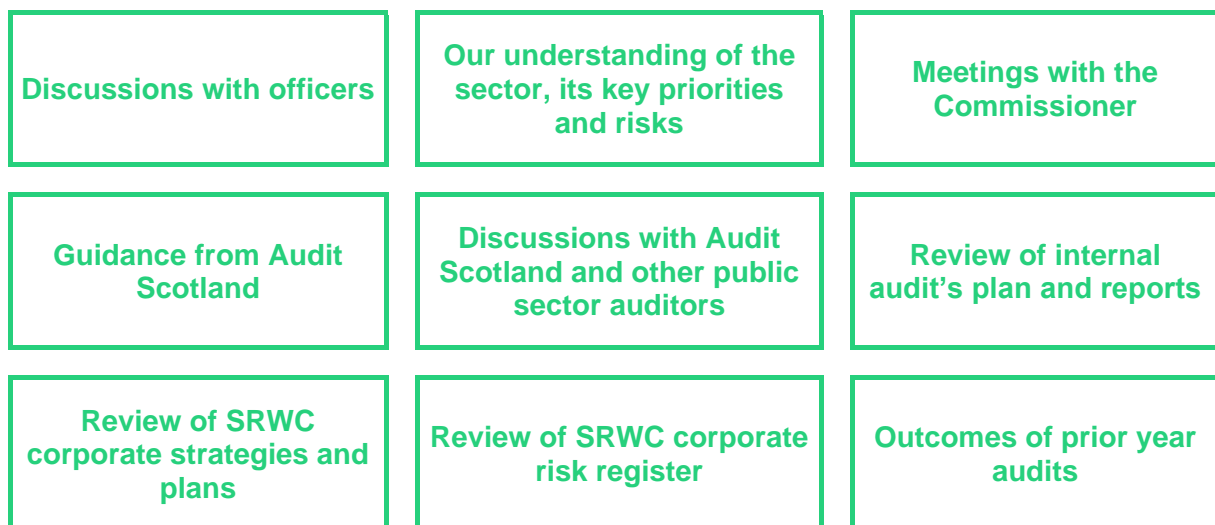 Discussions with officers
Our understanding of the
sector, its key priorities
and risks
Meetings with the
Commissioner
Guidance from Audit
Scotland
Discussions with Audit
Scotland and other public
sector auditors
Review of internal
audit’s plan and reports
Review of SRWC
corporate strategies and
plans
Review of SRWC corporate
risk register
Outcomes of prior year
audits